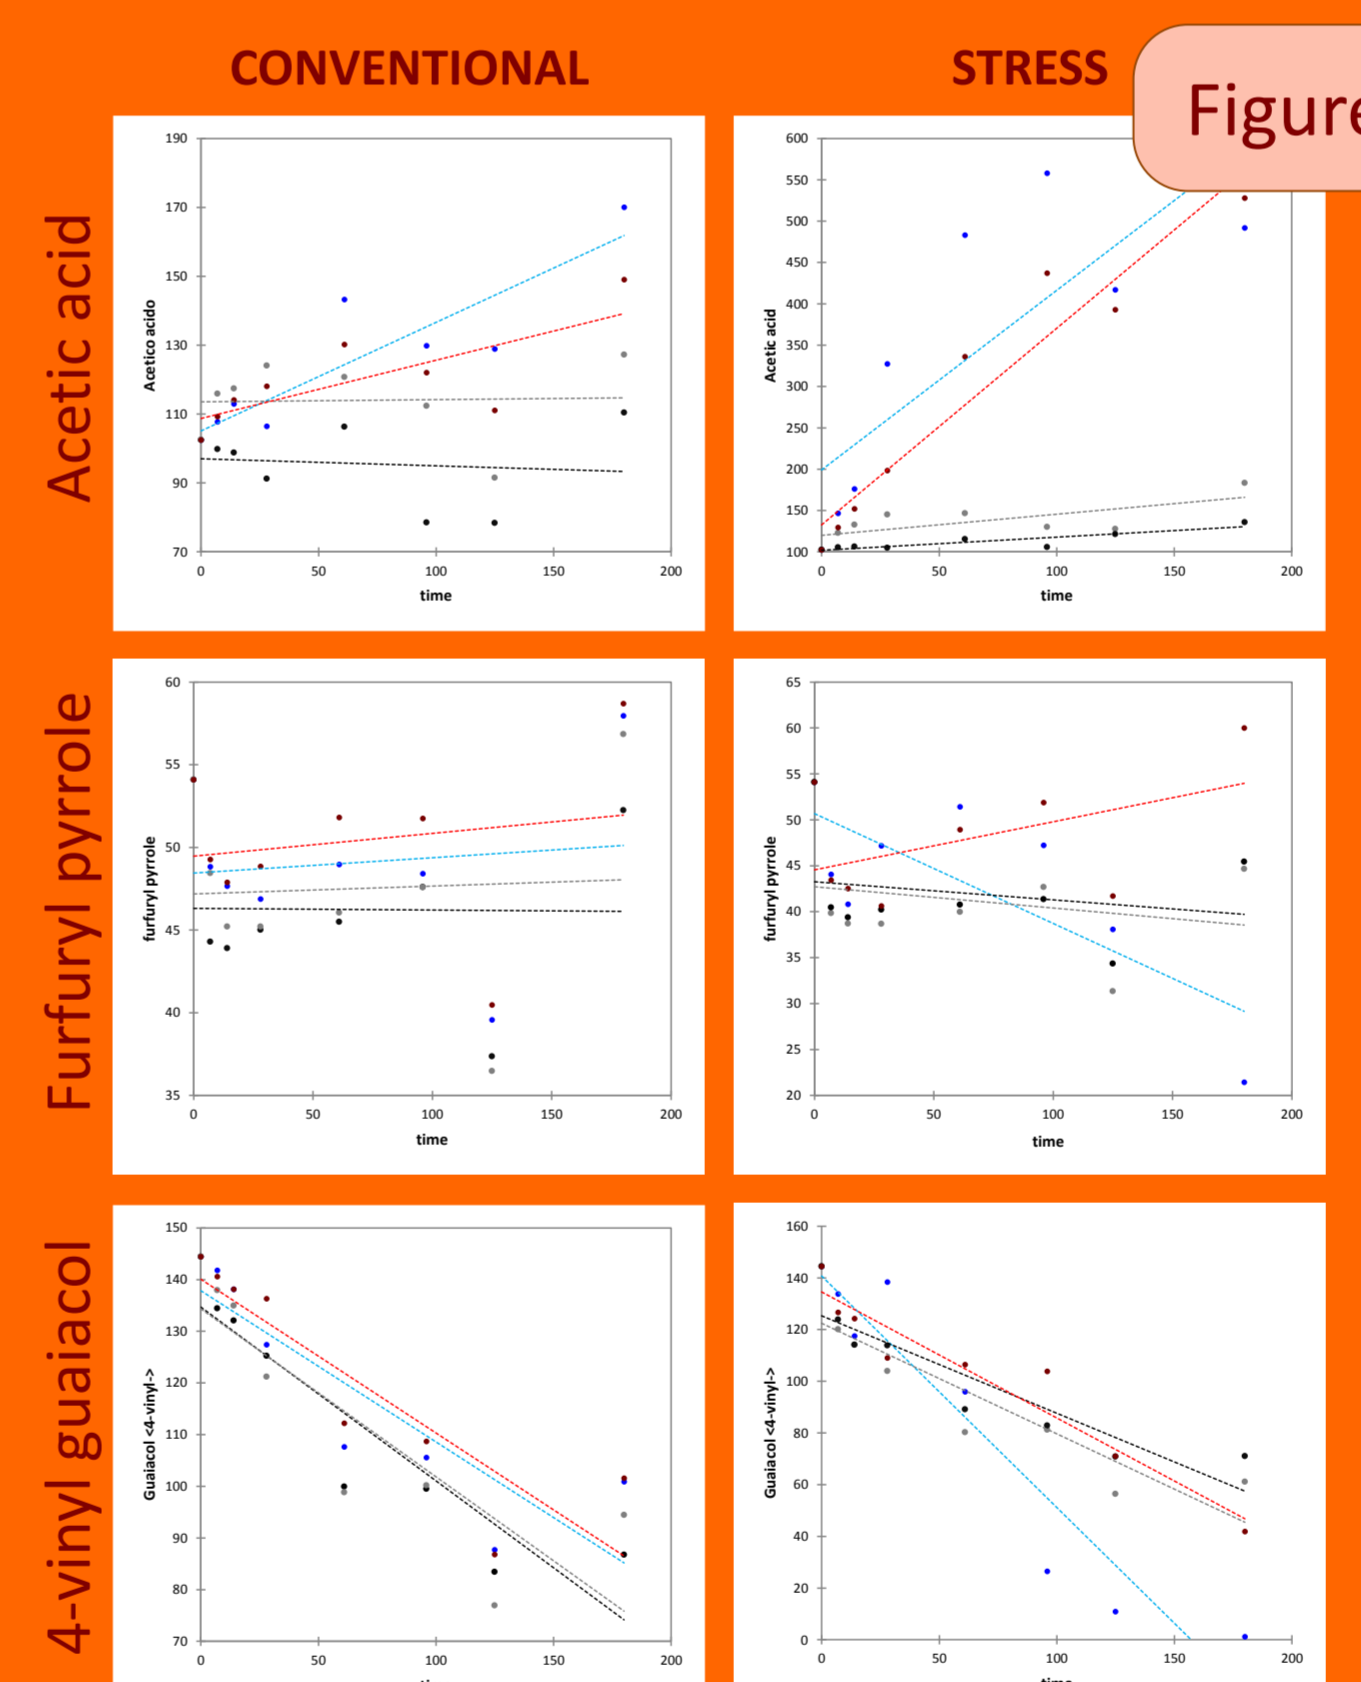 CONVENTIONAL
STRESS
Figure
Acetic acid
190
170
150
130
110
90
70
0 50 100 150 200
Acetico acido
time
600
550
500
450
400
350
300
250
200
150
100
0 50 100 150 200
Acetic acid
time
Furfuryl pyrrole
60
55
50
45
40
35
0 50 100 150 200
furfuryl pyrrole
time
65
60
55
50
45
40
35
30
25
20
0 50 100 150 200
furfuryl pyrrole
time
4-vinyl guaiacol
150
140
130
120
110
100
90
80
70
0 50 100 150 200
Guaiacol <4-vinyl->
160
140
120
100
80
60
40
20
0
0 50 100 150 200
Guaiacol <4-vinyl->